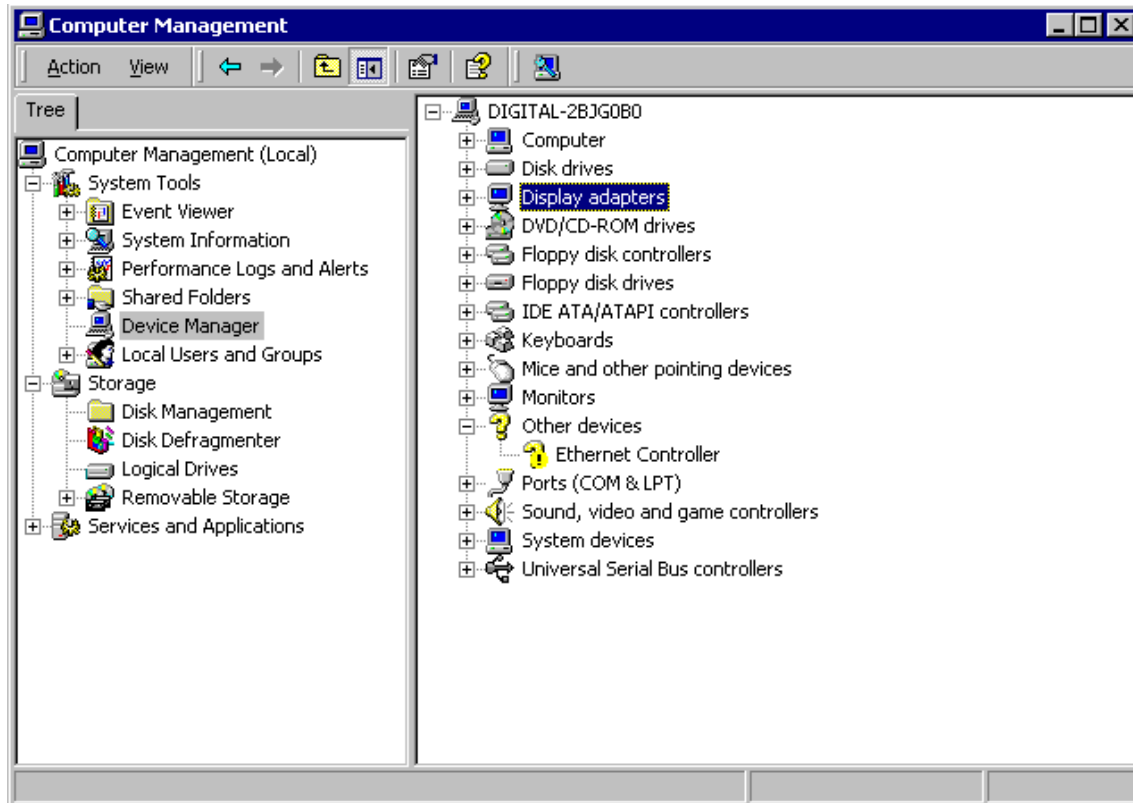 Computer Management
Action View
Tree
Computer Management (Local)
System Tools
Event Viewer
System Information
Performance Logs and Alerts
Shared Folders
Device Manager
Local Users and Groups
Storage
Disk Management
Disk Defragmenter
Logical Drives
Removable Storage
Services and Applications
DIGITAL-2BJG0B0
Computer
Disk drives
Display adapters
DVD/CD-ROM drives
Floppy disk controllers
Floppy disk drives
IDE ATA/ATAPI controllers
Keyboards
Mice and other pointing devices
Monitors
Other devices
Ethernet Controller
Ports (COM & LPT)
Sound, video and game controllers
System devices
Universal Serial Bus controllers